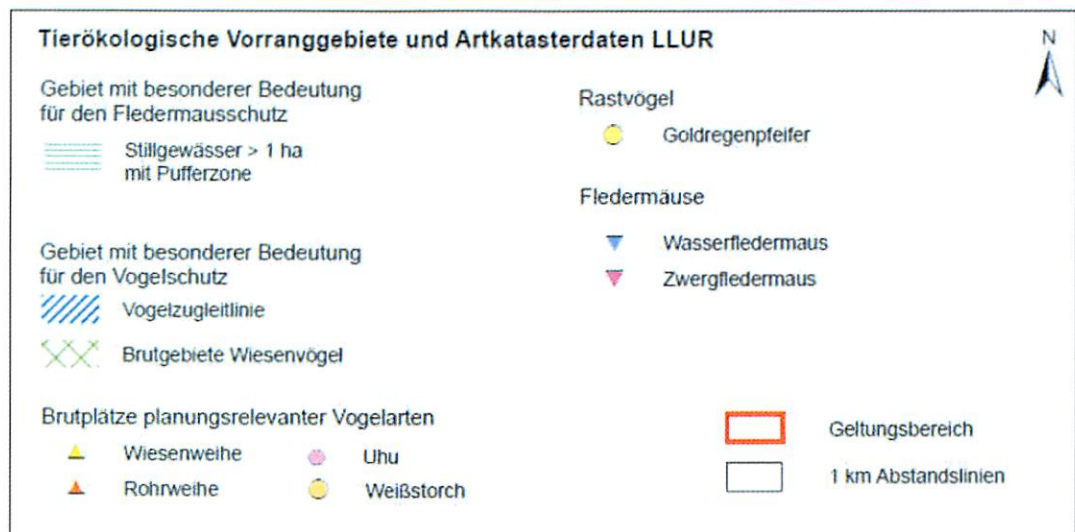 Tierökologische Vorranggebiete und Artkatasterdaten LLUR
N
Gebiet mit besonderer Bedeutung
für den Fledermausschutz
Stillgewässer > 1 ha
mit Pufferzone
Gebiet mit besonderer Bedeutung
für den Vogelschutz
Vogelzugleitlinie
Brutgebiete Wiesenvögel
Brutplätze planungsrelevanter Vogelarten
Wiesenweihe
Uhu
Rohrweihe
Weißstorch
Rastvögel
Goldregenpfeifer
Fledermäuse
Wasserfledermaus
Zwergfledermaus
Geltungsbereich
1 km Abstandslinien